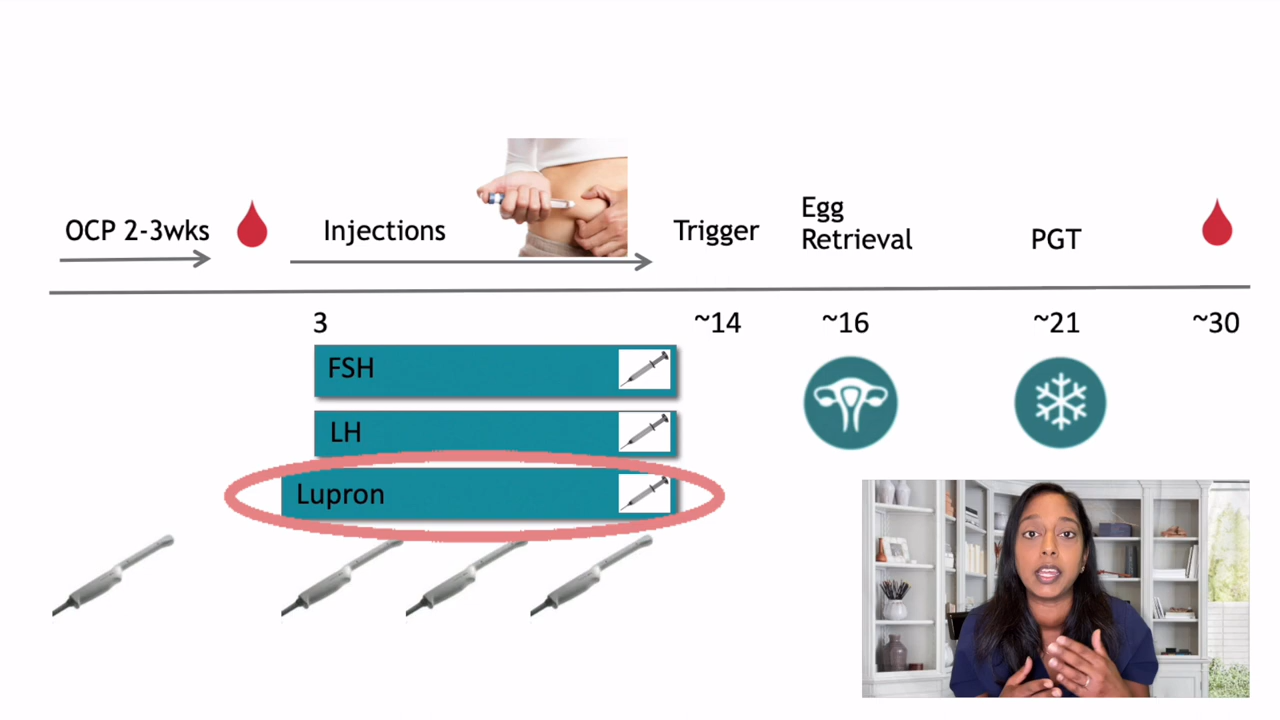 OCP 2-3wks
Injections
Trigger
Egg
Retrieval
PGT
3
~14
~16
~21
~30
FSH
LH
Lupron